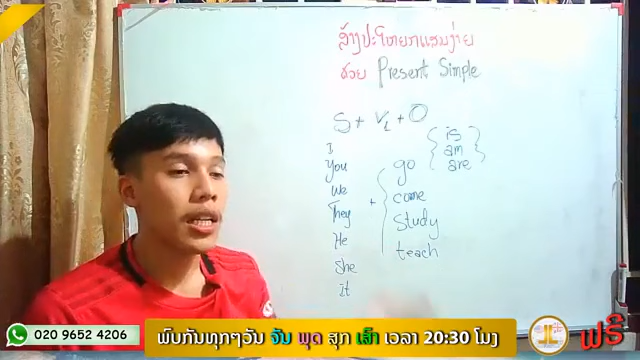 ສ້າງປະໂຫຍກແສນງ່າຍ
ດ້ວຍ Present Simple
S + V1 + O
is
am
are
I
You
We
They
He
She
It
+
go
come
study
teach
020 9652 4206
ພົບກັນທຸກໆວັນ ຈັນ ພຸດ ສຸກ ເສົາ ເວລາ 20:30 ໂມງ
ຟຣີ